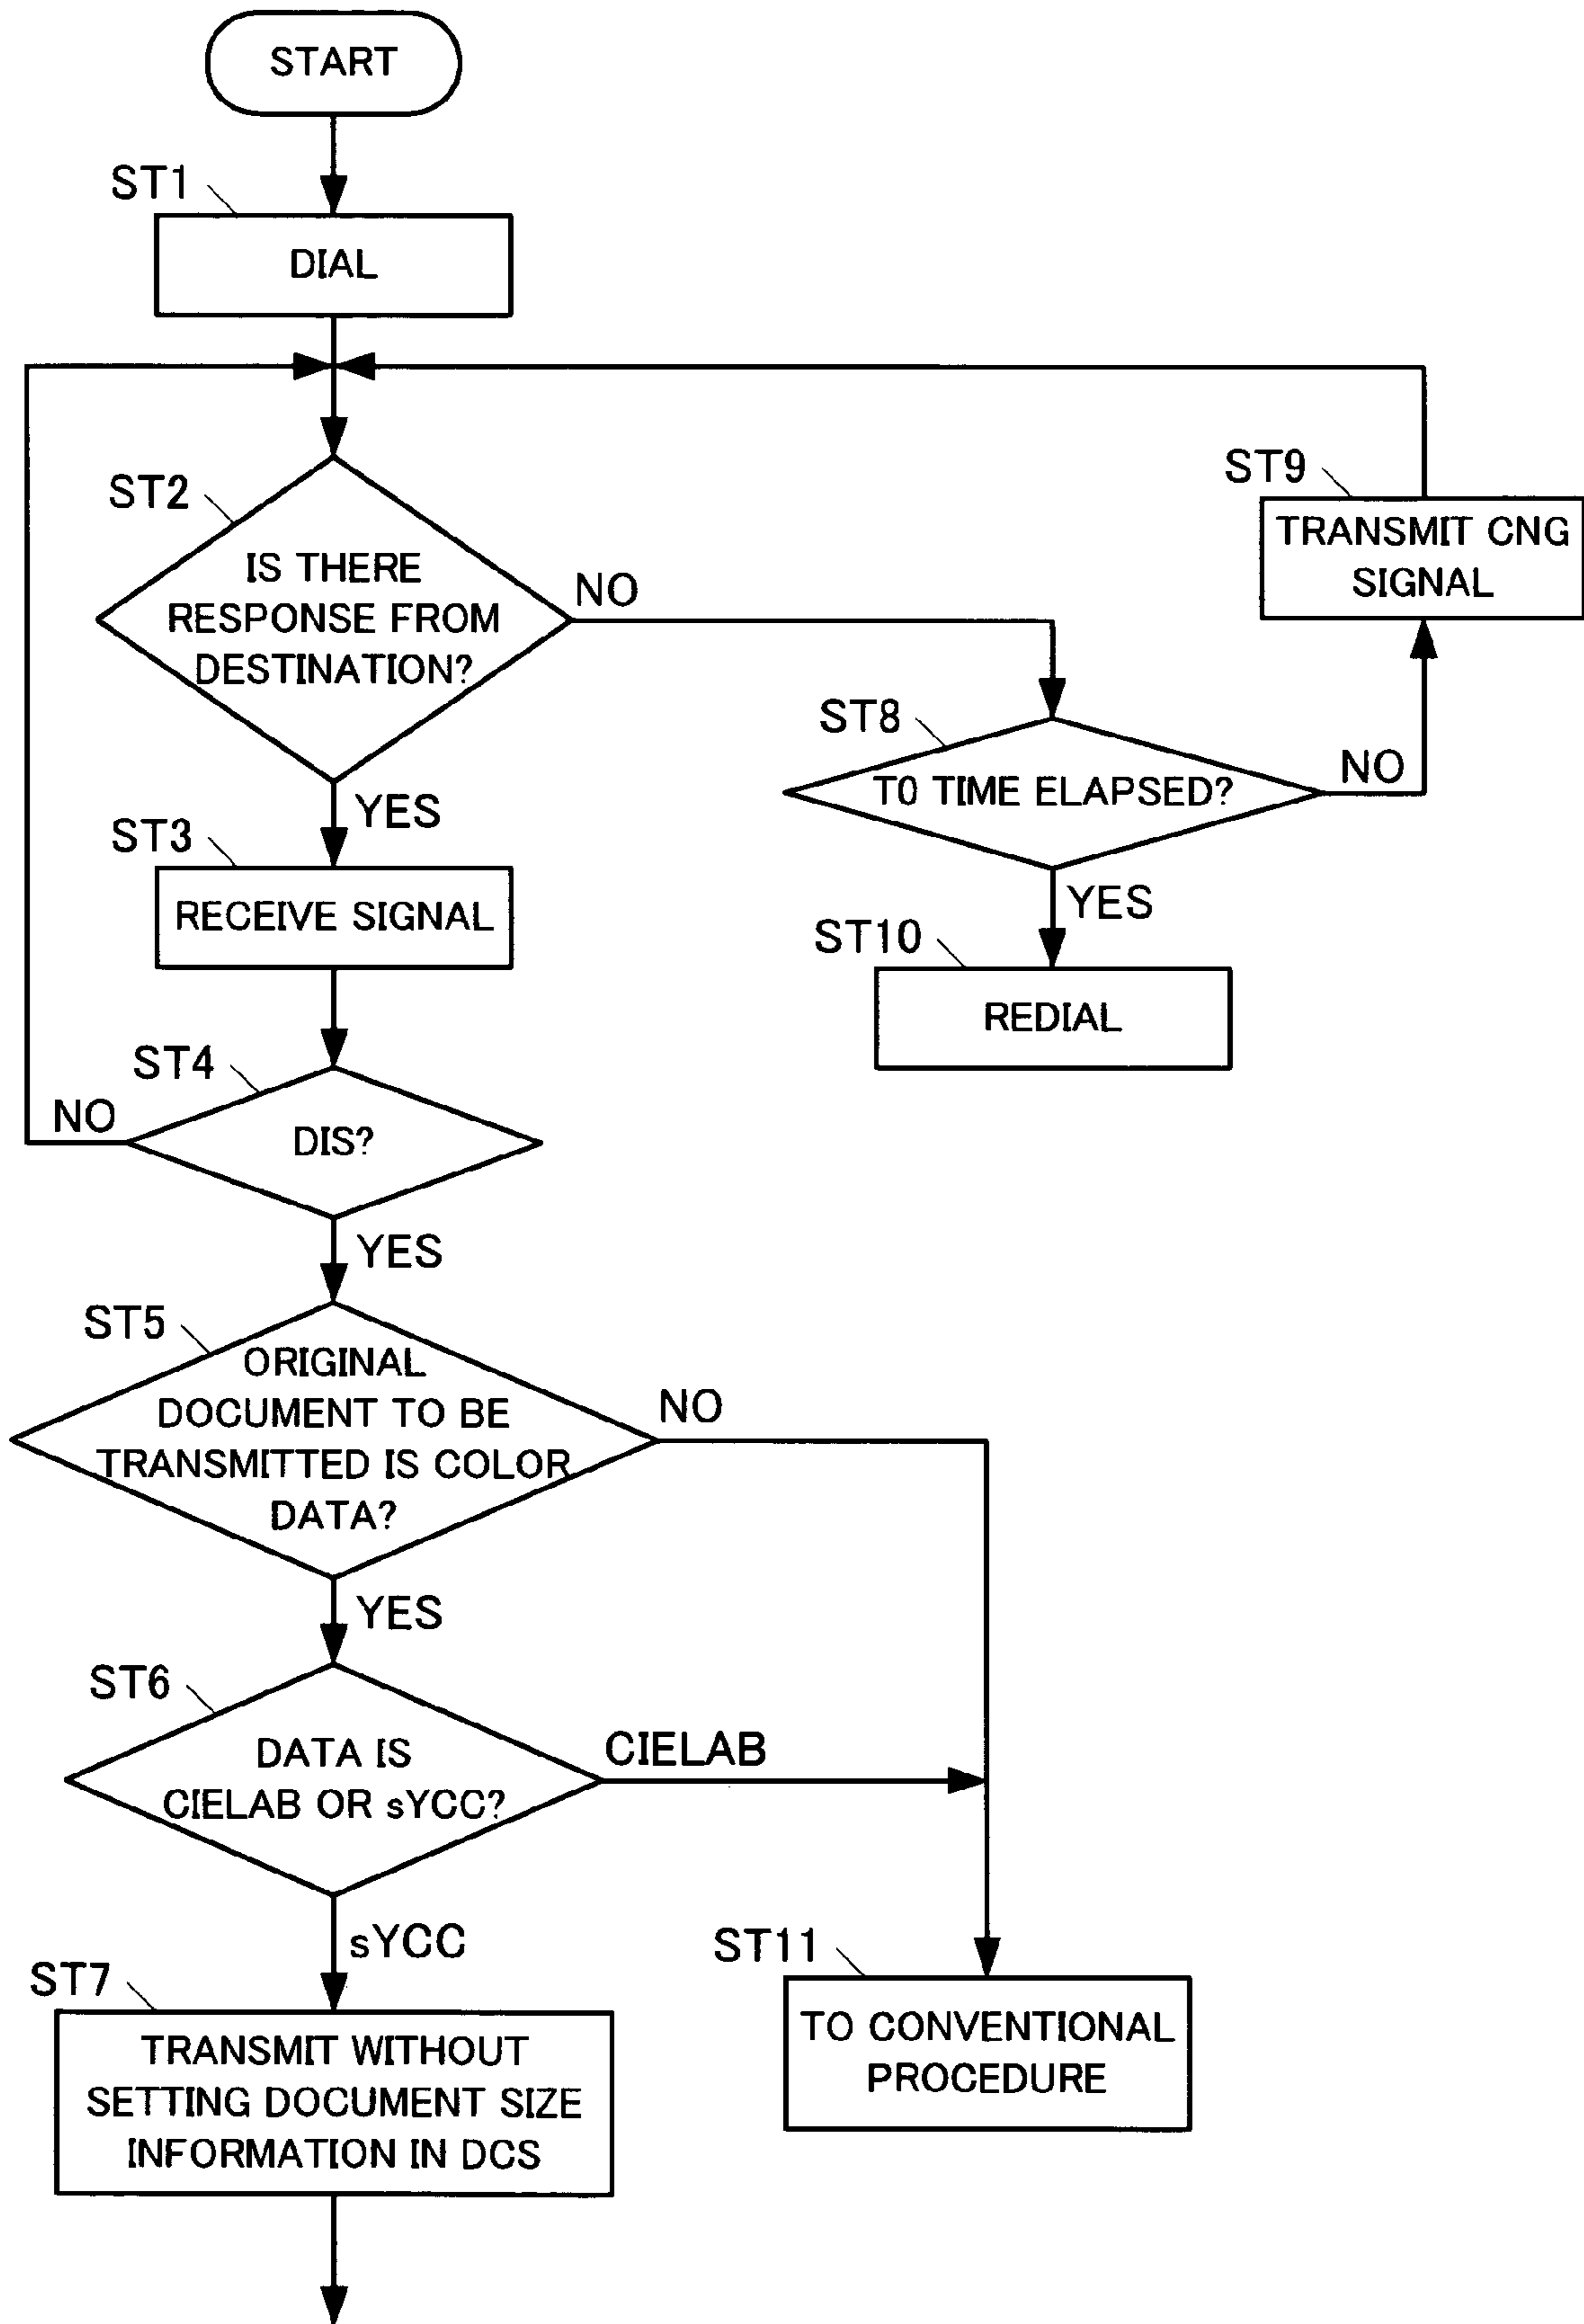 START
ST1
DIAL
ST2
IS THERE
RESPONSE FROM
DESTINATION?
NO
YES
ST9
TRANSMIT CNG
SIGNAL
ST8
T0 TIME ELAPSED?
NO
YES
ST10
REDIAL
ST3
RECEIVE SIGNAL
ST4
DIS?
NO
YES
ST5
ORIGINAL
DOCUMENT TO BE
TRANSMITTED IS COLOR
DATA?
NO
YES
ST6
DATA IS
CIELAB OR sYCC?
CIELAB
sYCC
ST7
TRANSMIT WITHOUT
SETTING DOCUMENT SIZE
INFORMATION IN DCS
ST11
TO CONVENTIONAL
PROCEDURE